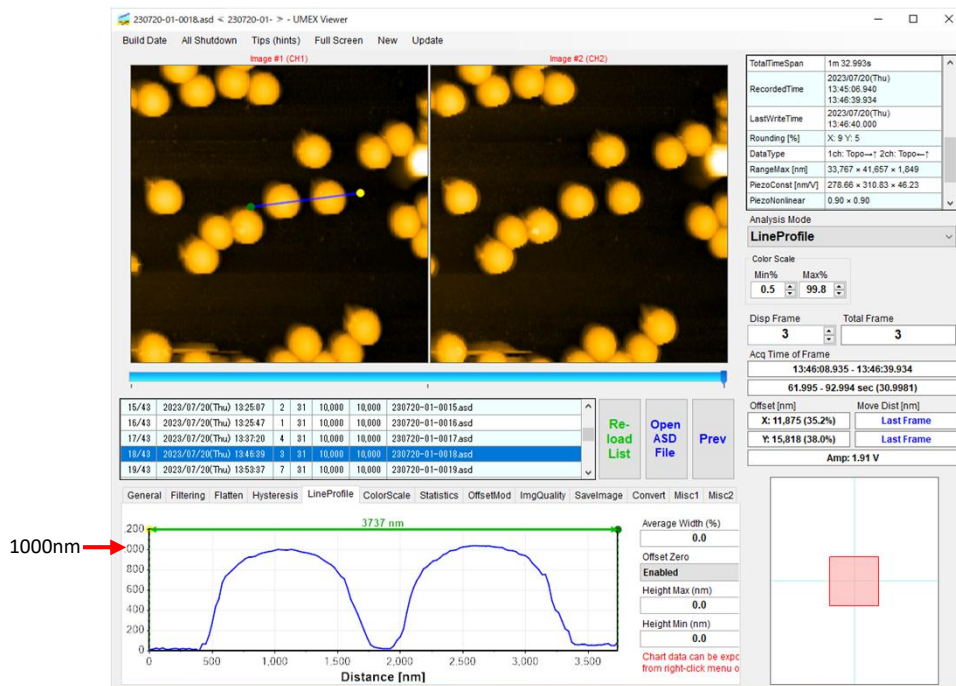 230720-01-0018.asd < 230720-01- > - UMEX Viewer
Build Date All Shutdown Tips (hints) Full Screen New Update
Image #1 (CH1) Image #2 (CH2)
TotalTimeSpan 1m 32.993s
RecordedTime 2023/07/20(Thu)
13:45:06.940
13:46:39.934
LastWriteTime 2023/07/20(Thu)
13:46:40.000
Rounding [%] X: 9 Y: 5
DataType 1ch: Topo→↑ 2ch: Topo←↑
RangeMax [nm] 33,767 × 41,657 × 1,849
PiezoConst [nm/V] 278.66 × 310.83 × 46.23
PiezoNonlinear 0.90 × 0.90
Analysis Mode
LineProfile
Color Scale
Min% Max%
0.5 99.8
Disp Frame Total Frame
3 3
Acq Time of Frame
13:46:08.935 - 13:46:39.934
61.995 - 92.994 sec (30.9981)
Offset [nm] Move Dist [nm]
X: 11,875 (35.2%) Last Frame
Y: 15,818 (38.0%) Last Frame
Amp: 1.91 V
15/43 2023/07/20(Thu) 13:25:07 2 31 10,000 10,000 230720-01-0015.asd
16/43 2023/07/20(Thu) 13:25:47 1 31 10,000 10,000 230720-01-0016.asd
17/43 2023/07/20(Thu) 13:37:20 4 31 10,000 10,000 230720-01-0017.asd
18/43 2023/07/20(Thu) 13:46:39 3 31 10,000 10,000 230720-01-0018.asd
19/43 2023/07/20(Thu) 13:53:37 7 31 10,000 10,000 230720-01-0019.asd
Re-
load
List
Open
ASD
File
Prev
General Filtering Flatten Hysteresis LineProfile ColorScale Statistics OffsetMod ImgQuality SaveImage Convert Misc1 Misc2
3737 nm
1000nm
200
000
800
600
400
200
0
0 500 1,000 1,500 2,000 2,500 3,000 3,500
Distance [nm]
Average Width (%)
0.0
Offset Zero
Enabled
Height Max (nm)
0.0
Height Min (nm)
0.0
Chart data can be expo
from right-click menu o